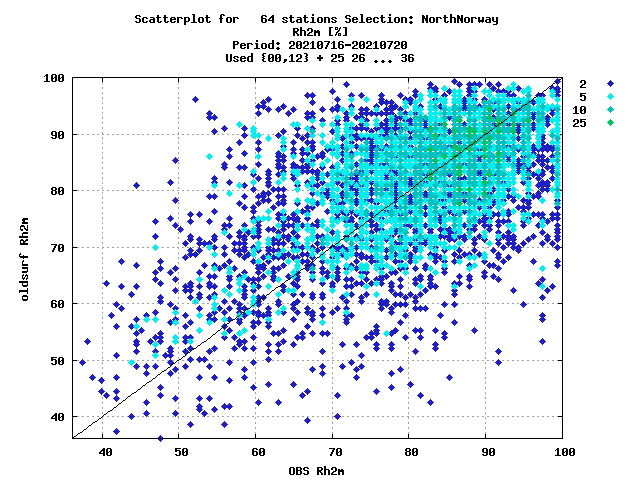 Scatterplot for   64 stations Selection: NorthNorway
Rh2m [%]
Period: 20210716-20210720
Used {00,12} + 25 26 ... 36
100
90
80
70
60
50
40
oldsurf Rh2m
2
5
10
25
40 50 60 70 80 90 100
OBS Rh2m